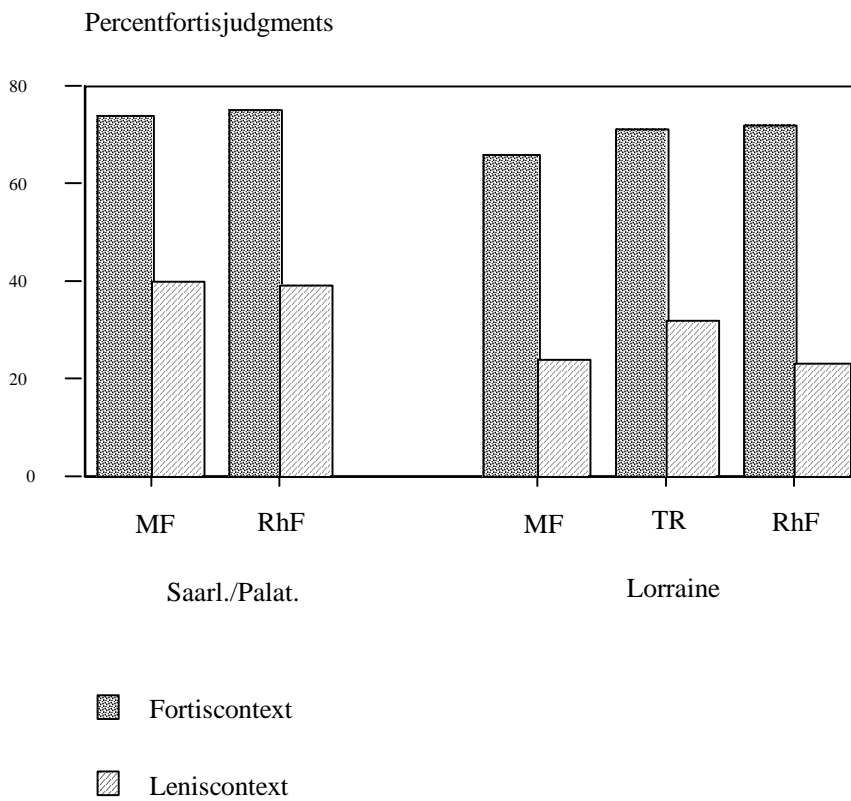 Percentfortisjudgments
80
60
40
20
0
MF RhF MF TR RhF
Saarl./Palat. Lorraine
Fortiscontext
Leniscontext